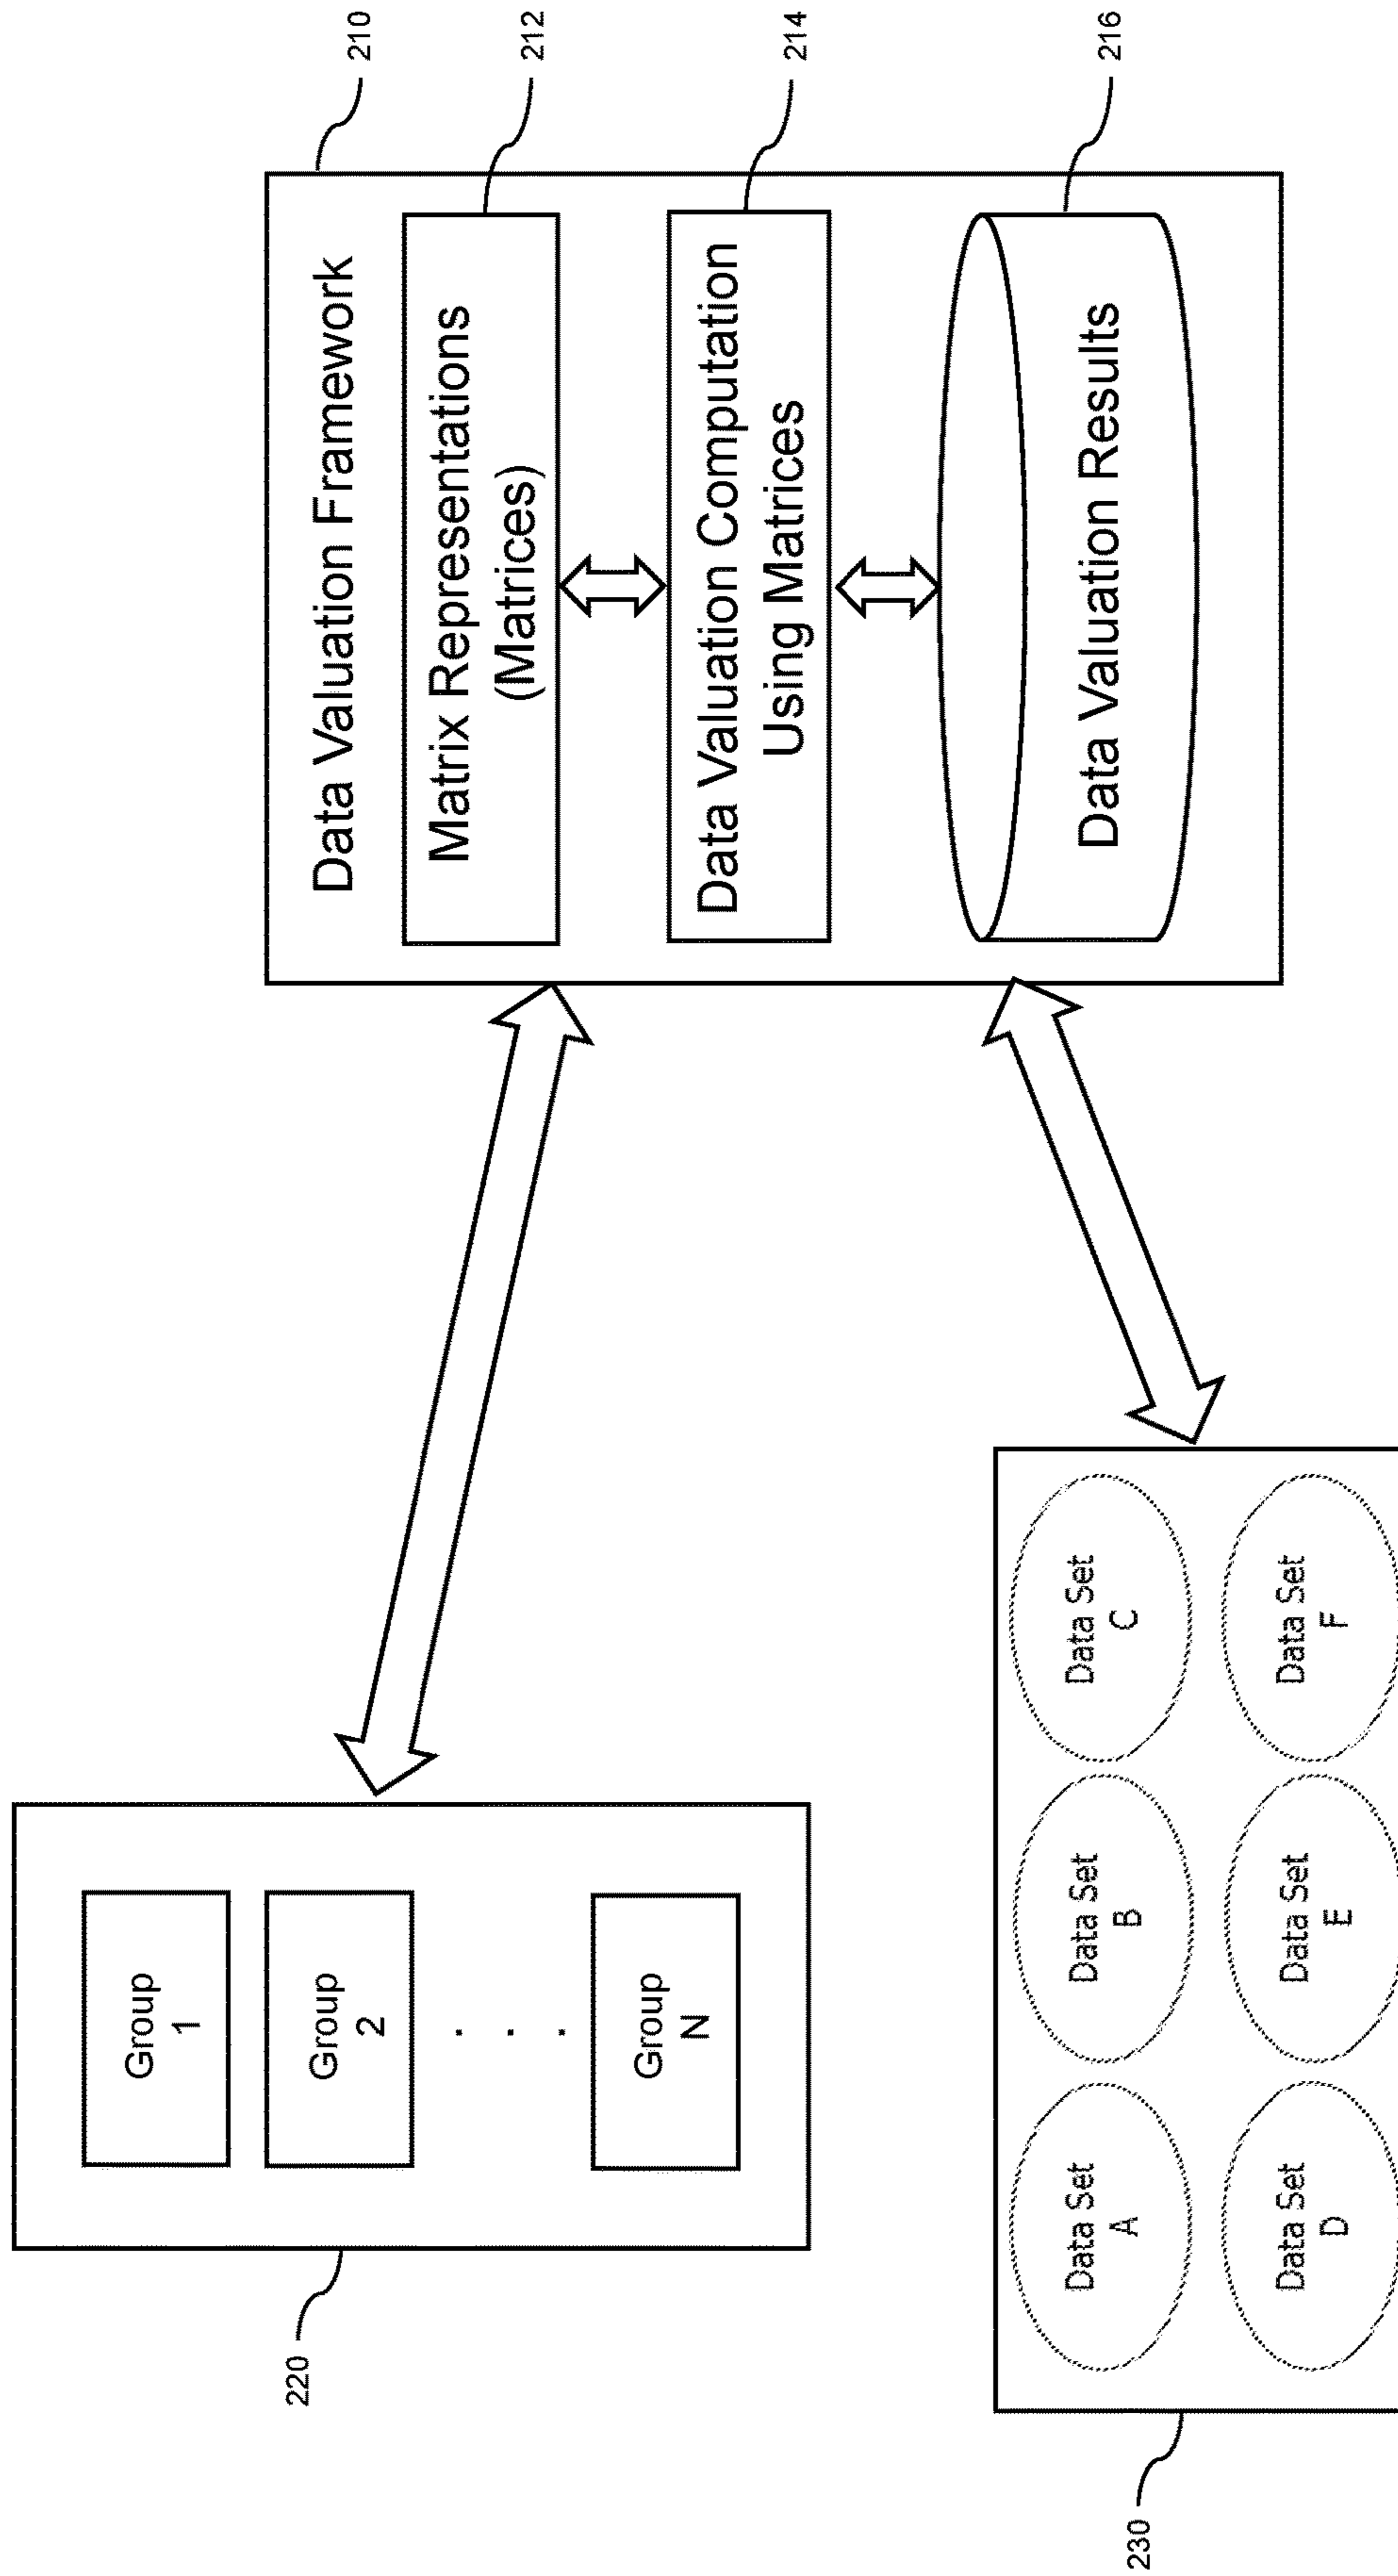 220
Group
1
Group
2
. . .
Group
N
230
Data Set
A
Data Set
B
Data Set
C
Data Set
D
Data Set
E
Data Set
F
210
Data Valuation Framework
212
Matrix Representations
(Matrices)
214
Data Valuation Computation
Using Matrices
216
Data Valuation Results